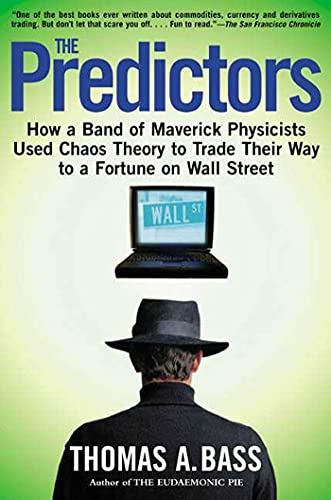 "One of the best books ever written about commodities, currency and derivatives
trading. But don't let that scare you off. . . . Fun to read."—The San Francisco Chronicle
THE
Predictors
How a Band of Maverick Physicists
Used Chaos Theory to Trade Their Way
to a Fortune on Wall Street
WALL ST
THOMAS A. BASS
Author of THE EUDAEMONIC PIE